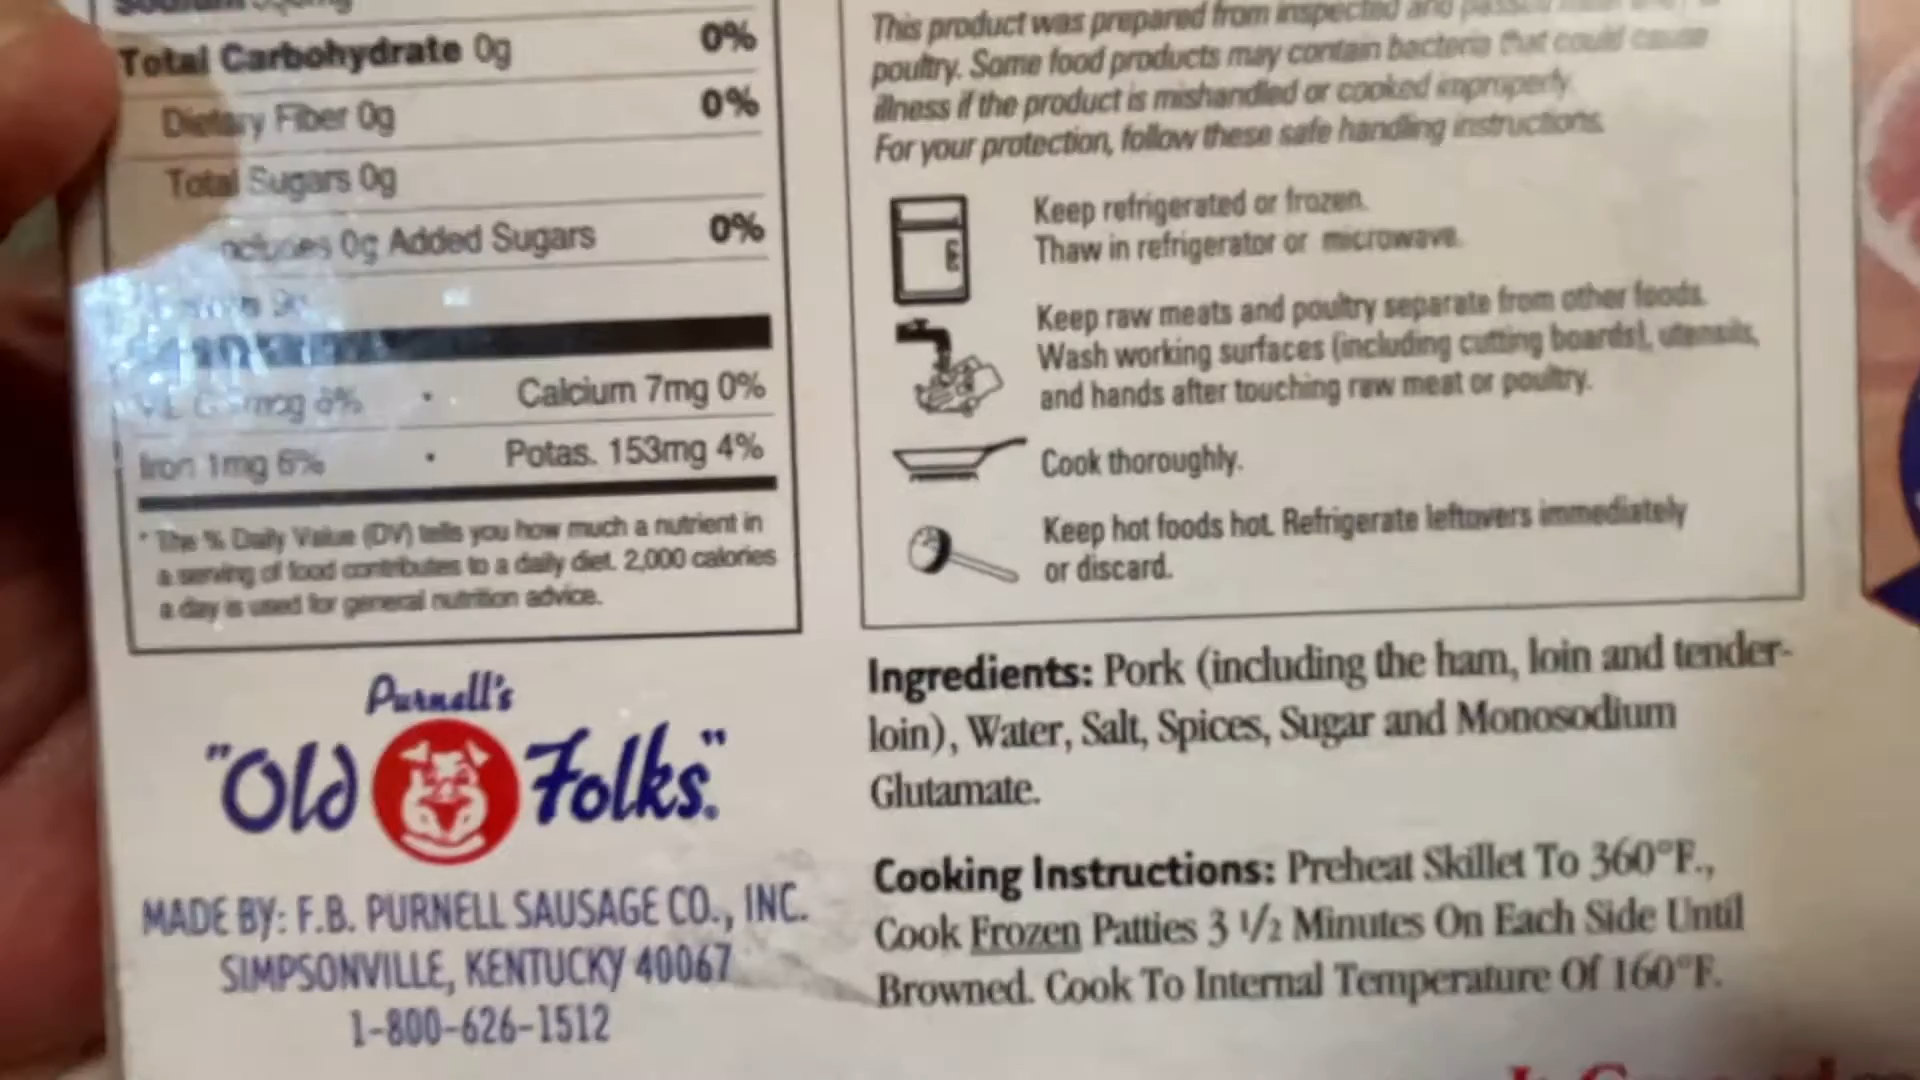 Total Carbohydrate 0g 0%
Dietary Fiber 0g 0%
Total Sugars 0g
Includes 0g Added Sugars 0%
Calcium 7mg 0%
Iron 1mg 6% • Potas. 153mg 4%
* The % Daily Value (DV) tells you how much a nutrient in
a serving of food contributes to a daily diet. 2,000 calories
a day is used for general nutrition advice.
Purnell's
"Old Folks."
MADE BY: F.B. PURNELL SAUSAGE CO., INC.
SIMPSONVILLE, KENTUCKY 40067
1-800-626-1512
This product was prepared from inspected and passed
poultry. Some food products may contain bacteria that could cause
illness if the product is mishandled or cooked improperly.
For your protection, follow these safe handling instructions.
Keep refrigerated or frozen.
Thaw in refrigerator or microwave.
Keep raw meats and poultry separate from other foods.
Wash working surfaces (including cutting boards), utensils,
and hands after touching raw meat or poultry.
Cook thoroughly.
Keep hot foods hot. Refrigerate leftovers immediately
or discard.
Ingredients: Pork (including the ham, loin and tender-
loin), Water, Salt, Spices, Sugar and Monosodium
Glutamate.
Cooking Instructions: Preheat Skillet To 360°F.,
Cook Frozen Patties 3 1/2 Minutes On Each Side Until
Browned. Cook To Internal Temperature Of 160°F.